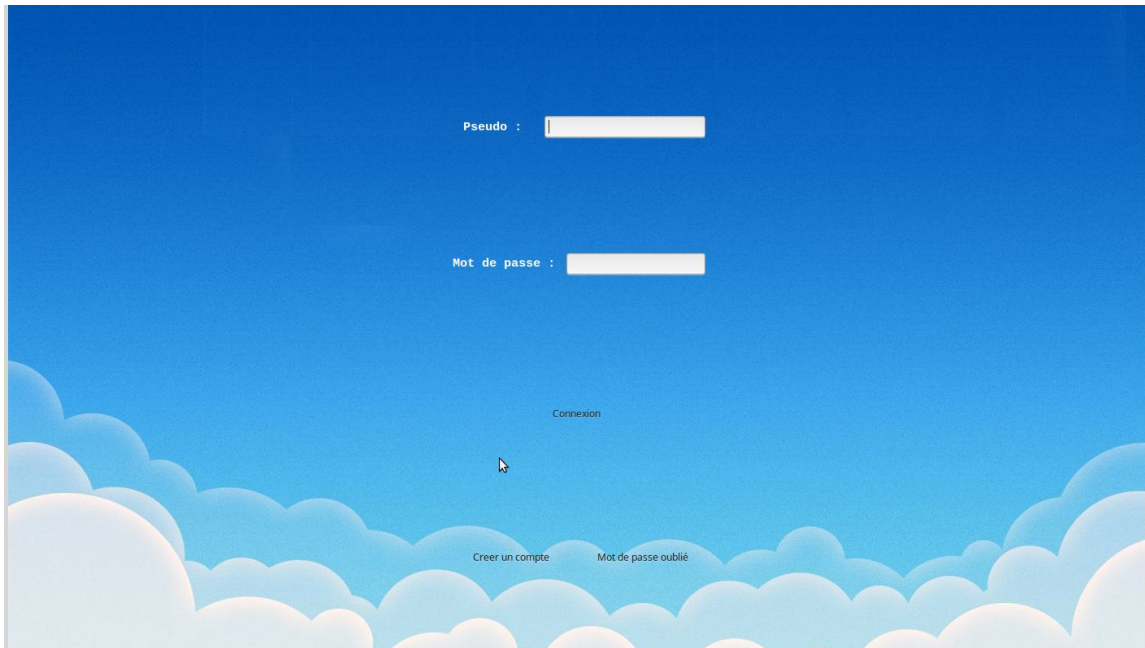 Pseudo :
Mot de passe :
Connexion
Creer un compte
Mot de passe oublié